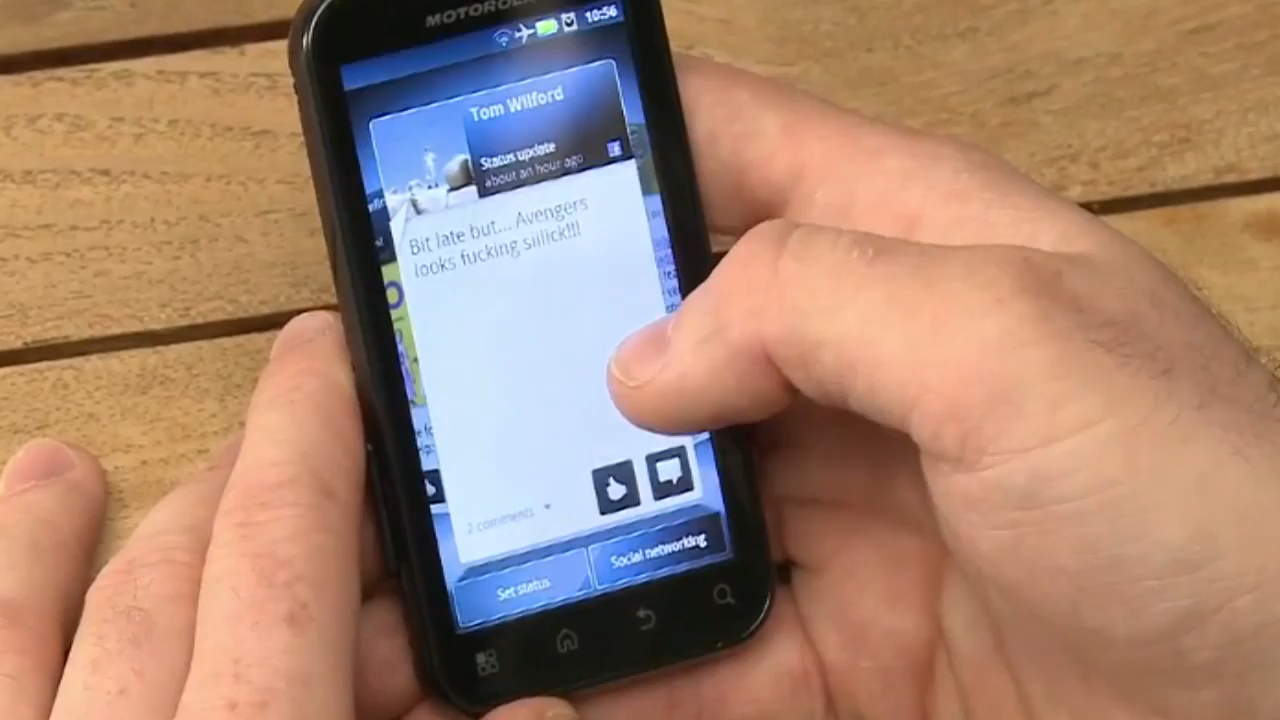 MOTOROLA
10:56
Tom Wilford
Status update
about an hour ago
Bit late but... Avengers
looks fucking siiiick!!!
2 comments
Set status
Social networking